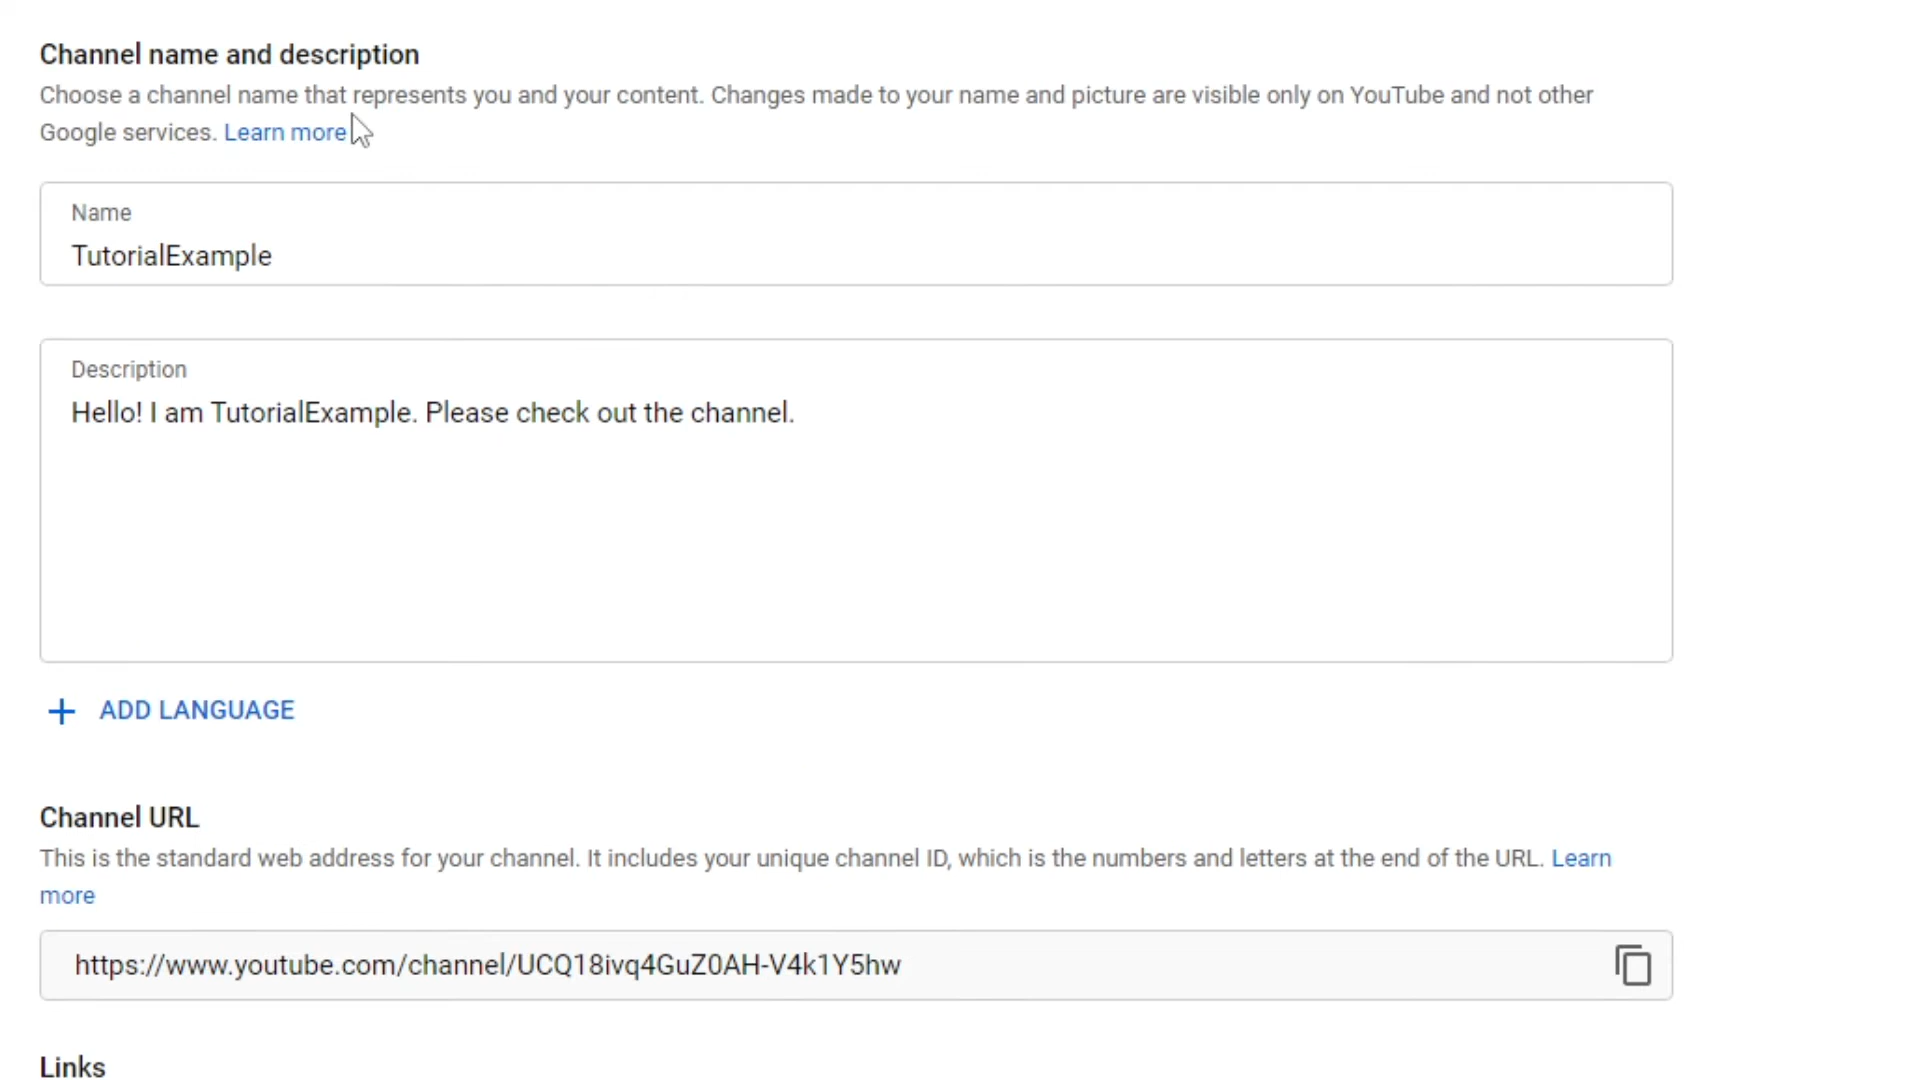 Channel name and description
Choose a channel name that represents you and your content. Changes made to your name and picture are visible only on YouTube and not other
Google services. Learn more
Name
TutorialExample
Description
Hello! I am TutorialExample. Please check out the channel.
ADD LANGUAGE
Channel URL
This is the standard web address for your channel. It includes your unique channel ID, which is the numbers and letters at the end of the URL. Learn
more
https://www.youtube.com/channel/UCQ18ivq4GuZ0AH-V4k1Y5hw
Links